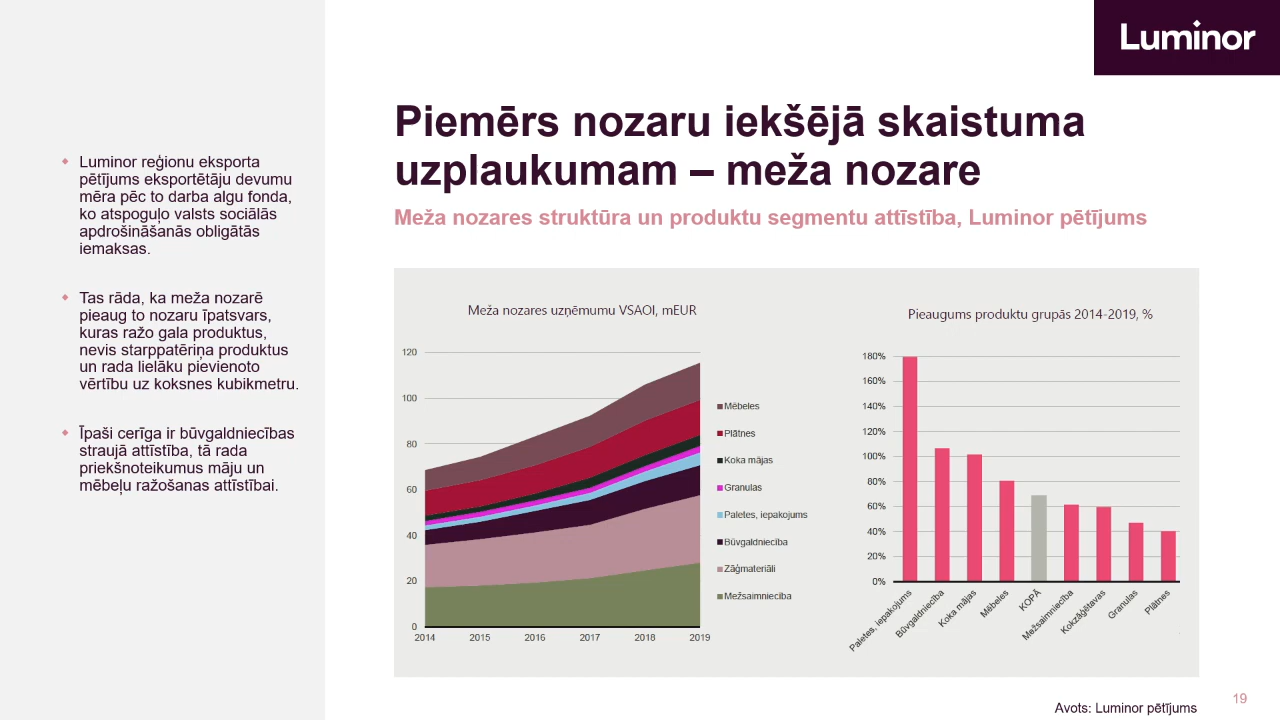 Luminor
Piemērs nozaru iekšējā skaistuma
uzplaukumam – meža nozare
Meža nozares struktūra un produktu segmentu attīstība, Luminor pētījums
Luminor reģionu eksporta
pētījums eksportētāju devumu
mēra pēc to darba algu fonda,
ko atspoguļo valsts sociālās
apdrošināšanās obligātās
iemaksas.
Tas rāda, ka meža nozarē
pieaug to nozaru īpatsvars,
kuras ražo gala produktus,
nevis starppatēriņa produktus
un rada lielāku pievienoto
vērtību uz koksnes kubikmetru.
Īpaši cerīga ir būvgaldniecības
straujā attīstība, tā rada
priekšnoteikumus māju un
mēbeļu ražošanas attīstībai.
Meža nozares uzņēmumu VSAOI, mEUR
120
100
80
60
40
20
0
2014 2015 2016 2017 2018 2019
Mēbeles
Plātnes
Koka mājas
Granulas
Paletes, iepakojums
Būvgaldniecība
Zāģmateriāli
Mežsaimniecība
Pieaugums produktu grupās 2014-2019, %
180%
160%
140%
120%
100%
80%
60%
40%
20%
0%
Paletes, iepakojums
Būvgaldniecība
Koka mājas
Mēbeles
KOPĀ
Mežsaimniecība
Kokzāģētavas
Granulas
Plātnes
Avots: Luminor pētījums
19